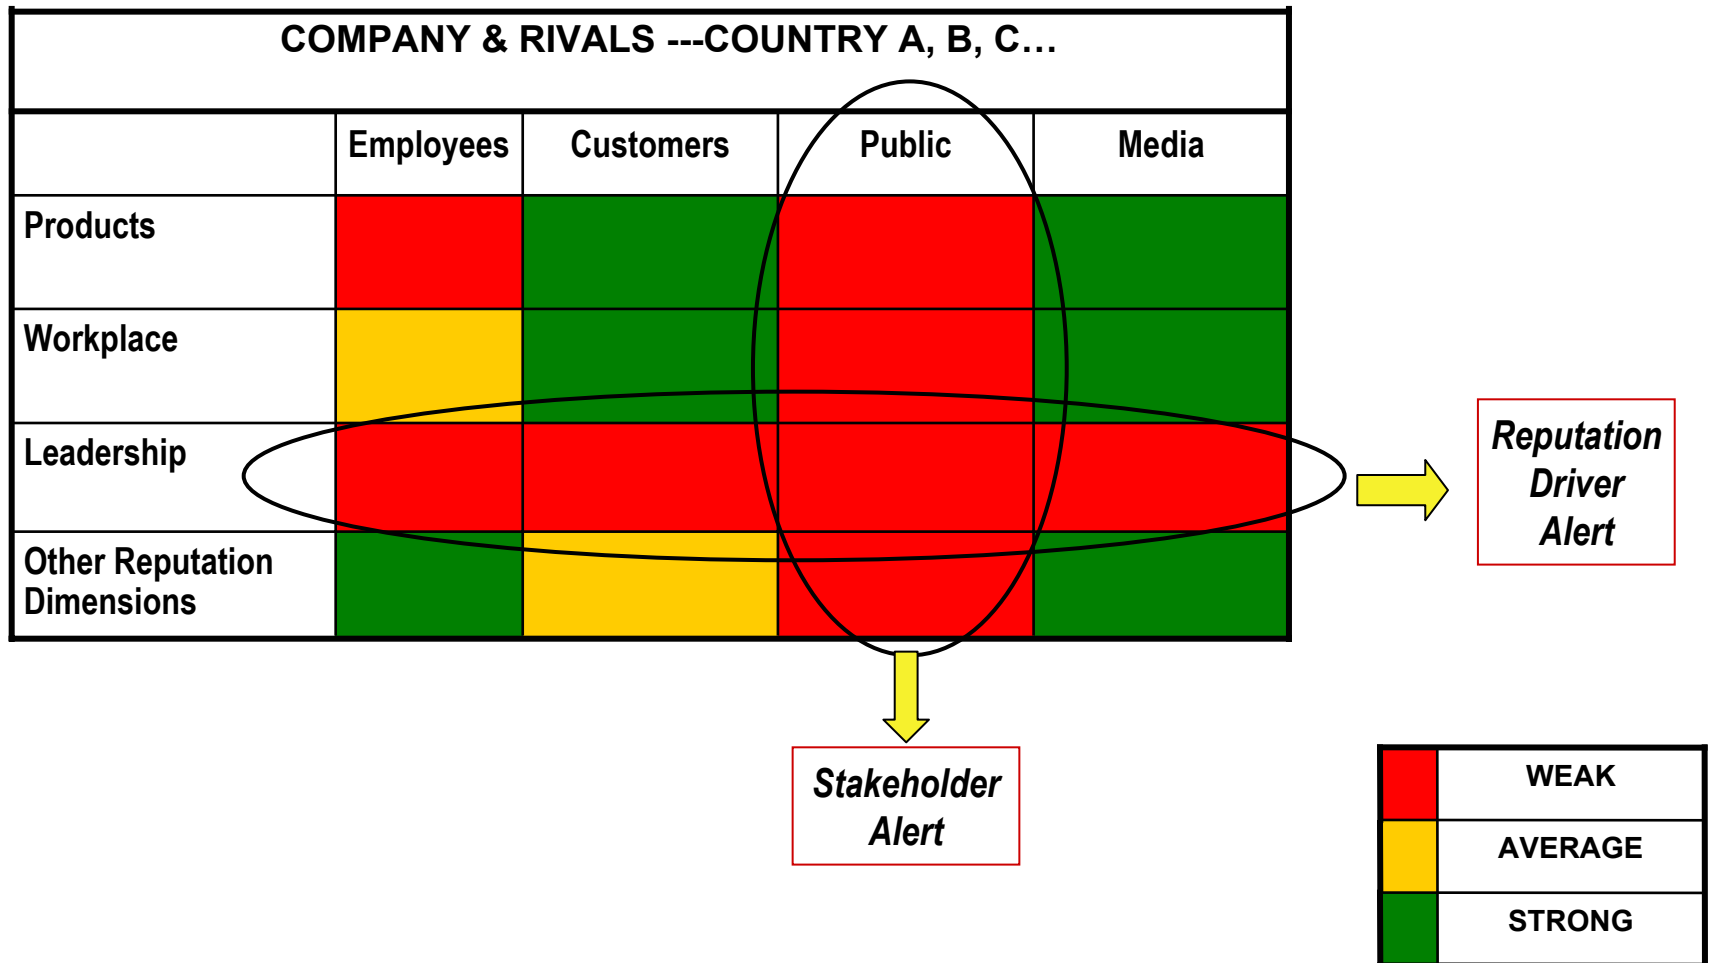 COMPANY & RIVALS ---COUNTRY A, B, C…
Employees Customers Public Media
Products
Workplace
Leadership
Other Reputation
Dimensions
Reputation
Driver
Alert
Stakeholder
Alert
WEAK
AVERAGE
STRONG